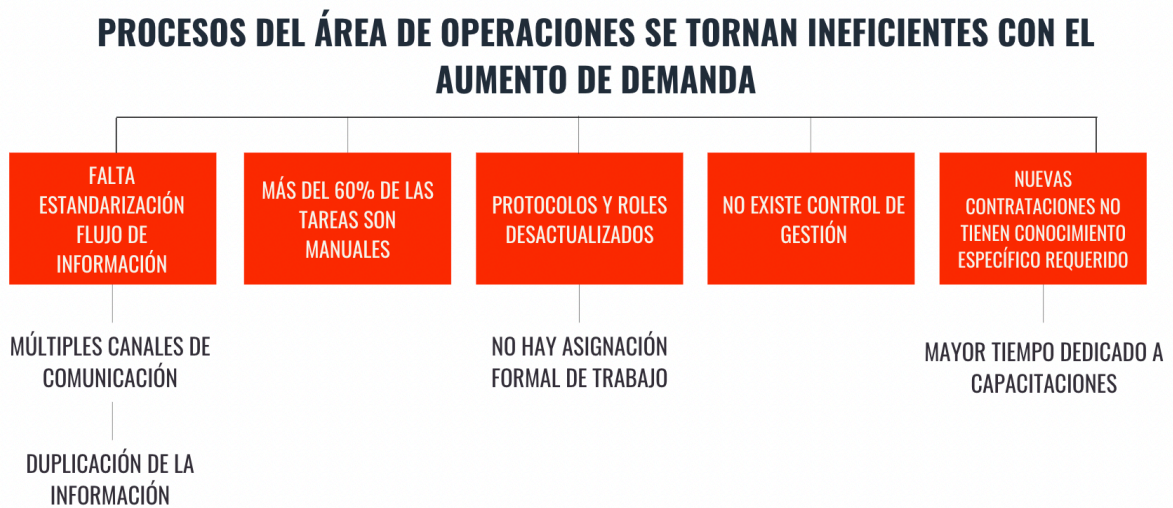 PROCESOS DEL ÁREA DE OPERACIONES SE TORNAN INEFICIENTES CON EL
AUMENTO DE DEMANDA
FALTA
ESTANDARIZACIÓN
FLUJO DE
INFORMACIÓN
MÚLTIPLES CANALES DE
COMUNICACIÓN
DUPLICACIÓN DE LA
INFORMACIÓN
MÁS DEL 60% DE LAS
TAREAS SON
MANUALES
PROTOCOLOS Y ROLES
DESACTUALIZADOS
NO HAY ASIGNACIÓN
FORMAL DE TRABAJO
NO EXISTE CONTROL DE
GESTIÓN
NUEVAS
CONTRATACIONES NO
TIENEN CONOCIMIENTO
ESPECÍFICO REQUERIDO
MAYOR TIEMPO DEDICADO A
CAPACITACIONES